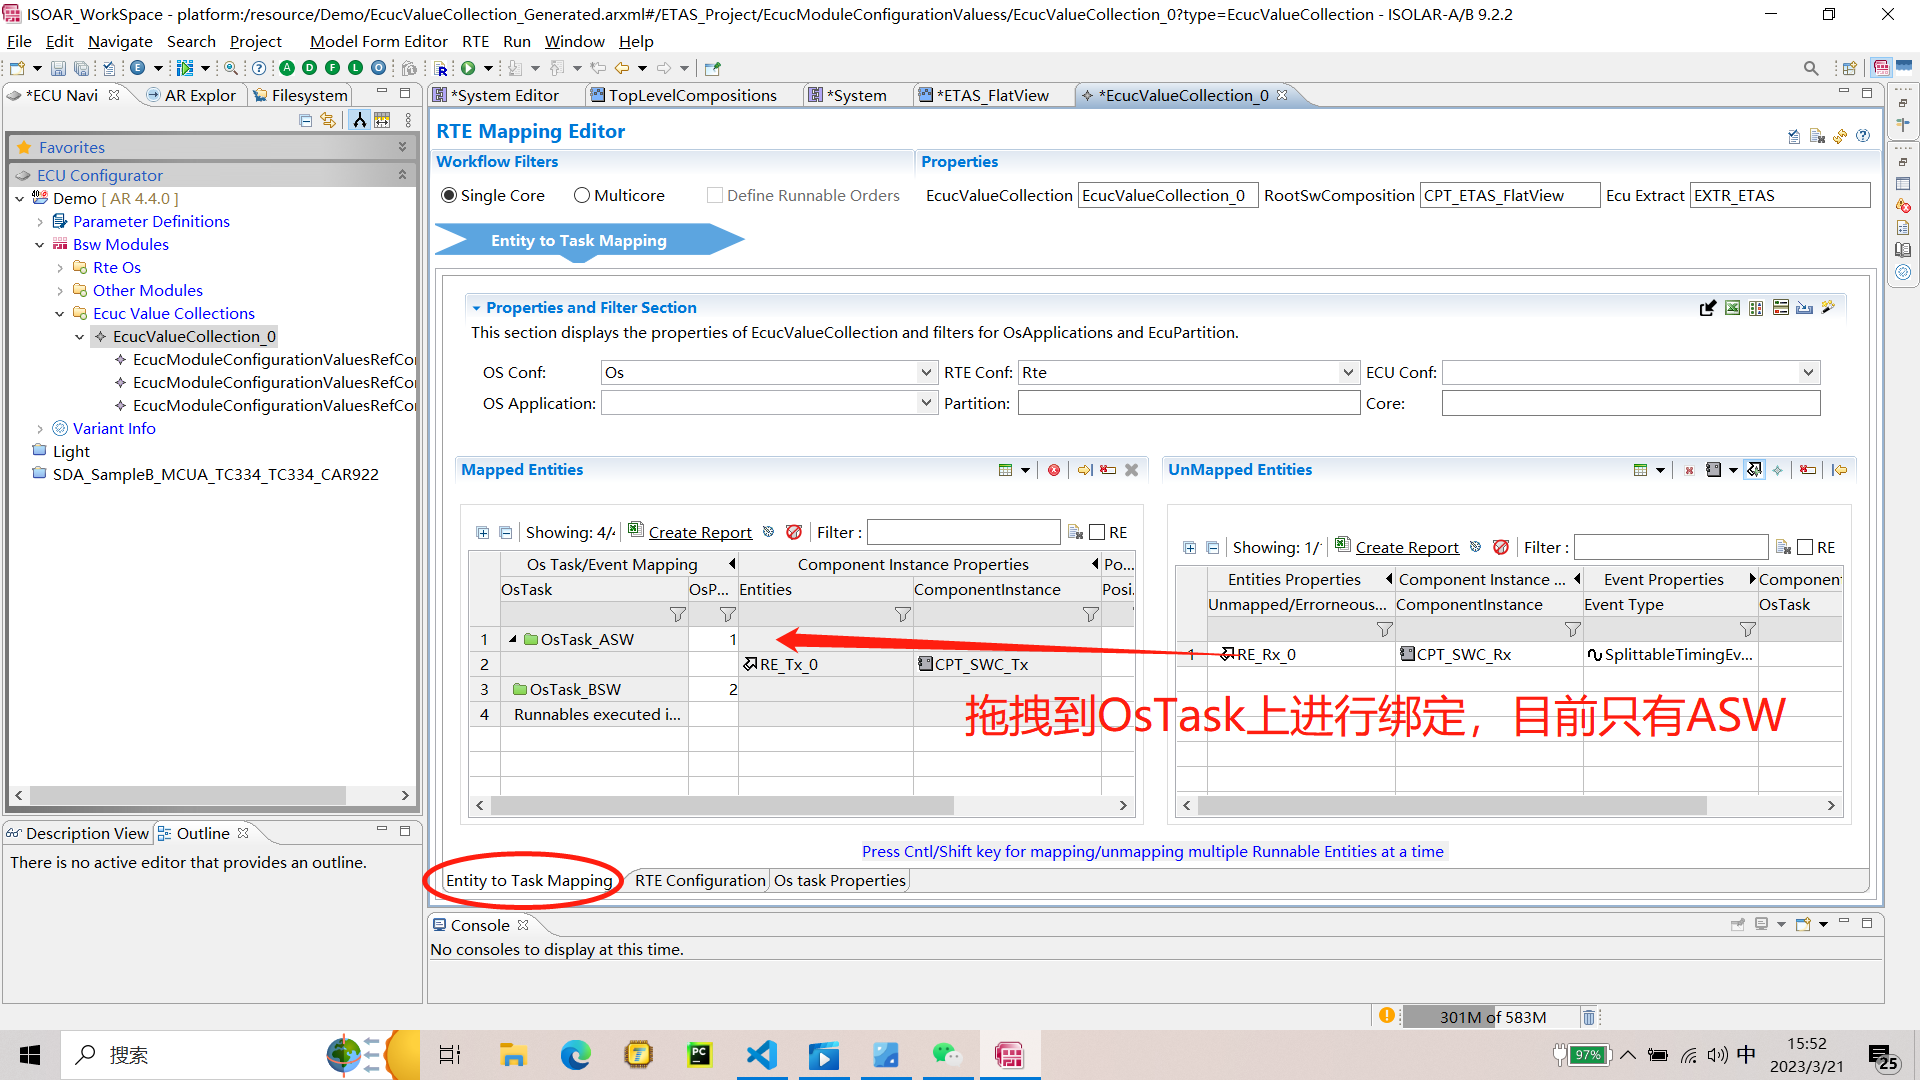 ISOAR_WorkSpace - platform:/resource/Demo/EcucValueCollection_Generated.arxml#/ETAS_Project/EcucModuleConfigurationValuess/EcucValueCollection_0?type=EcucValueCollection - ISOLAR-A/B 9.2.2
File Edit Navigate Search Project Model Form Editor RTE Run Window Help
*ECU Navi AR Explor Filesystem
*System Editor TopLevelCompositions *System *ETAS_FlatView *EcucValueCollection_0
Favorites
ECU Configurator
Demo [ AR 4.4.0 ]
Parameter Definitions
Bsw Modules
Rte Os
Other Modules
Ecuc Value Collections
EcucValueCollection_0
EcucModuleConfigurationValuesRefCo
EcucModuleConfigurationValuesRefCo
EcucModuleConfigurationValuesRefCo
Variant Info
Light
SDA_SampleB_MCUA_TC334_TC334_CAR922
Description View Outline
There is no active editor that provides an outline.
RTE Mapping Editor
Workflow Filters Properties
Single Core Multicore Define Runnable Orders EcucValueCollection EcucValueCollection_0 RootSwComposition CPT_ETAS_FlatView Ecu Extract EXTR_ETAS
Entity to Task Mapping
Properties and Filter Section
This section displays the properties of EcucValueCollection and filters for OsApplications and EcuPartition.
OS Conf: Os RTE Conf: Rte ECU Conf:
OS Application: Partition: Core:
Mapped Entities
Showing: 4/ Create Report Filter : RE
Os Task/Event Mapping Component Instance Properties Po...
OsTask OsP... Entities ComponentInstance Posi.
1 OsTask_ASW 1
2 RE_Tx_0 CPT_SWC_Tx
3 OsTask_BSW 2
4 Runnables executed i...
UnMapped Entities
Showing: 1/ Create Report Filter : RE
Entities Properties Component Instance ... Event Properties Component
Unmapped/Errorneous... ComponentInstance Event Type OsTask
1 RE_Rx_0 CPT_SWC_Rx SplittableTimingEv...
拖拽到OsTask上进行绑定，目前只有ASW
Press Cntl/Shift key for mapping/unmapping multiple Runnable Entities at a time
Entity to Task Mapping RTE Configuration Os task Properties
Console
No consoles to display at this time.
301M of 583M
搜索
97% 中 15:52
2023/3/21
25